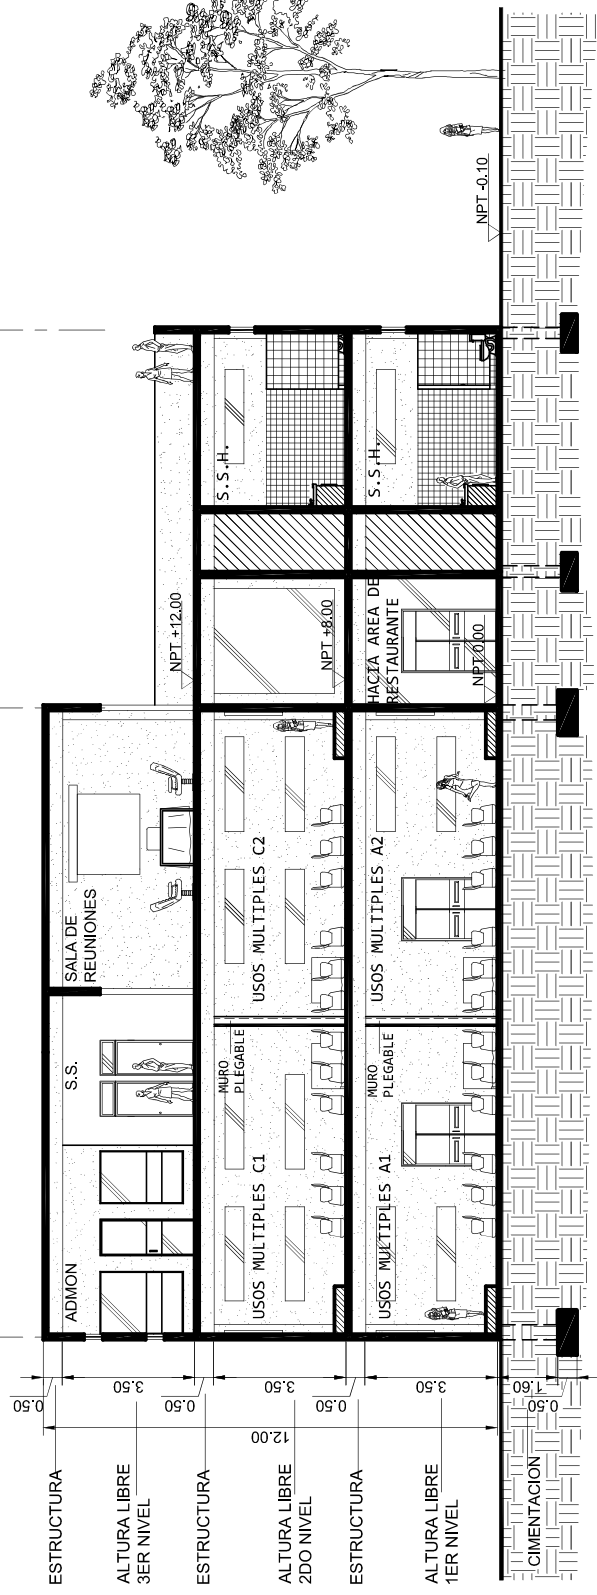 ESTRUCTURA
0.50
ALTURA LIBRE
3ER NIVEL
3.50
ESTRUCTURA
0.50
ALTURA LIBRE
2DO NIVEL
3.50
ESTRUCTURA
0.50
ALTURA LIBRE
1ER NIVEL
3.50
12.00
CIMENTACION
1.60
0.50
ADMON
S.S.
SALA DE
REUNIONES
USOS MULTIPLES C1
MURO
PLEGABLE
USOS MULTIPLES C2
NPT +12.00
NPT +8.00
S.S.H.
USOS MULTIPLES A1
MURO
PLEGABLE
USOS MULTIPLES A2
HACIA AREA DE
RESTAURANTE
NPT 0.00
S.S.H.
NPT -0.10